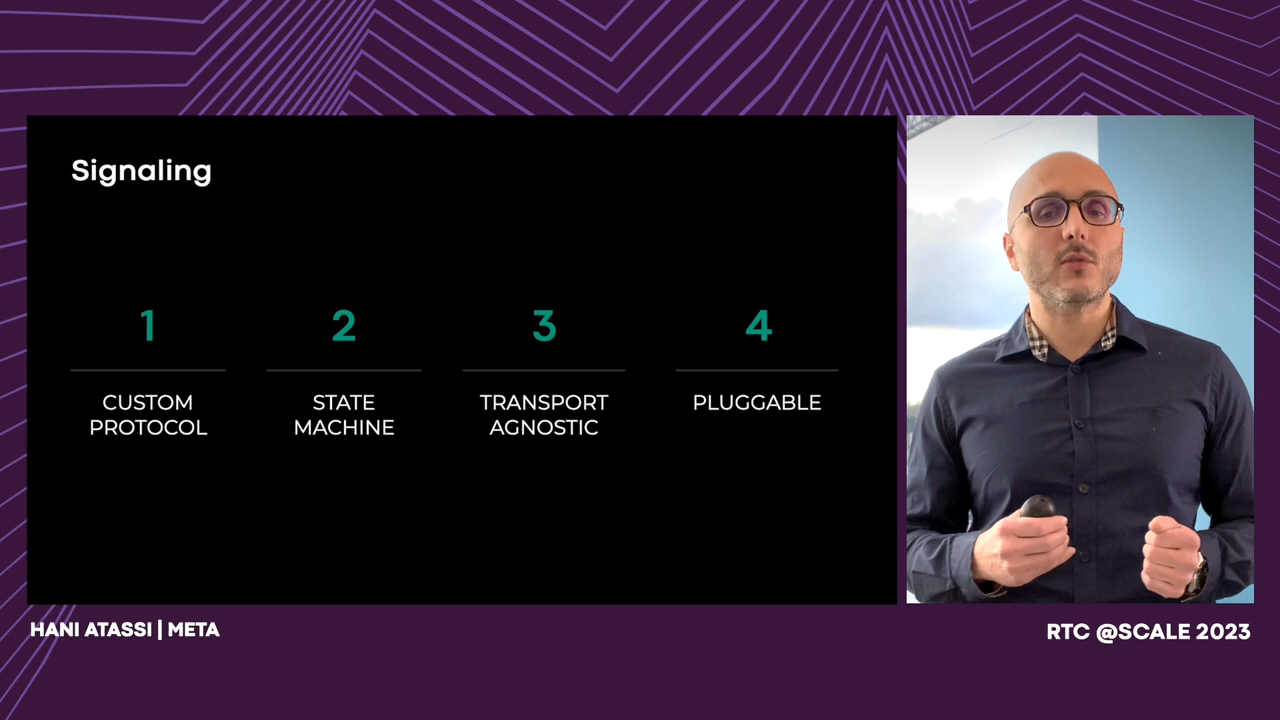 Signaling
1
CUSTOM
PROTOCOL
2
STATE
MACHINE
3
TRANSPORT
AGNOSTIC
4
PLUGGABLE
HANI ATASSI | META
RTC @SCALE 2023